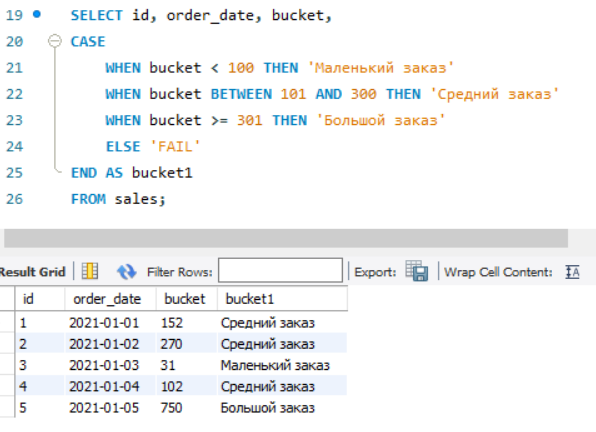 19 SELECT id, order_date, bucket,
20 CASE
21 WHEN bucket < 100 THEN 'Маленький заказ'
22 WHEN bucket BETWEEN 101 AND 300 THEN 'Средний заказ'
23 WHEN bucket >= 301 THEN 'Большой заказ'
24 ELSE 'FAIL'
25 END AS bucket1
26 FROM sales;
Result Grid Filter Rows: Export: Wrap Cell Content: IA
id order_date bucket bucket1
1 2021-01-01 152 Средний заказ
2 2021-01-02 270 Средний заказ
3 2021-01-03 31 Маленький заказ
4 2021-01-04 102 Средний заказ
5 2021-01-05 750 Большой заказ